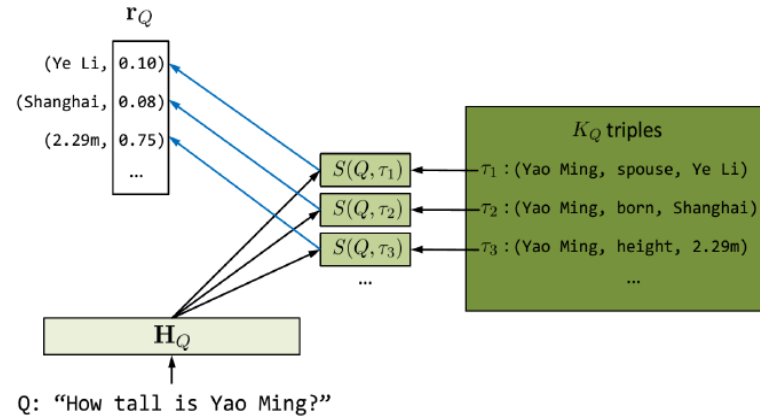 r_Q
(Ye Li, 0.10)
(Shanghai, 0.08)
(2.29m, 0.75)
…
S(Q, τ₁)
S(Q, τ₂)
S(Q, τ₃)
…
K_Q triples
τ₁ : (Yao Ming, spouse, Ye Li)
τ₂ : (Yao Ming, born, Shanghai)
τ₃ : (Yao Ming, height, 2.29m)
…
H_Q
Q: “How tall is Yao Ming?”